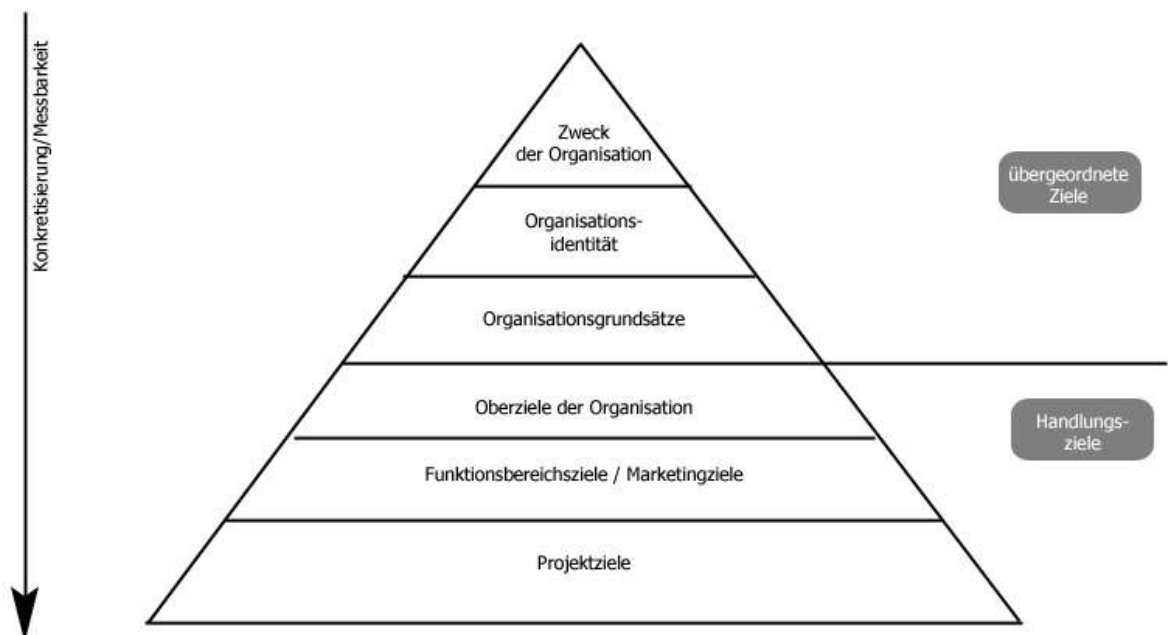 Konkretisierung/Messbarkeit
Zweck
der Organisation
übergeordnete
Ziele
Organisations-
identität
Organisationsgrundsätze
Oberziele der Organisation
Handlungs-
ziele
Funktionsbereichsziele / Marketingziele
Projektziele